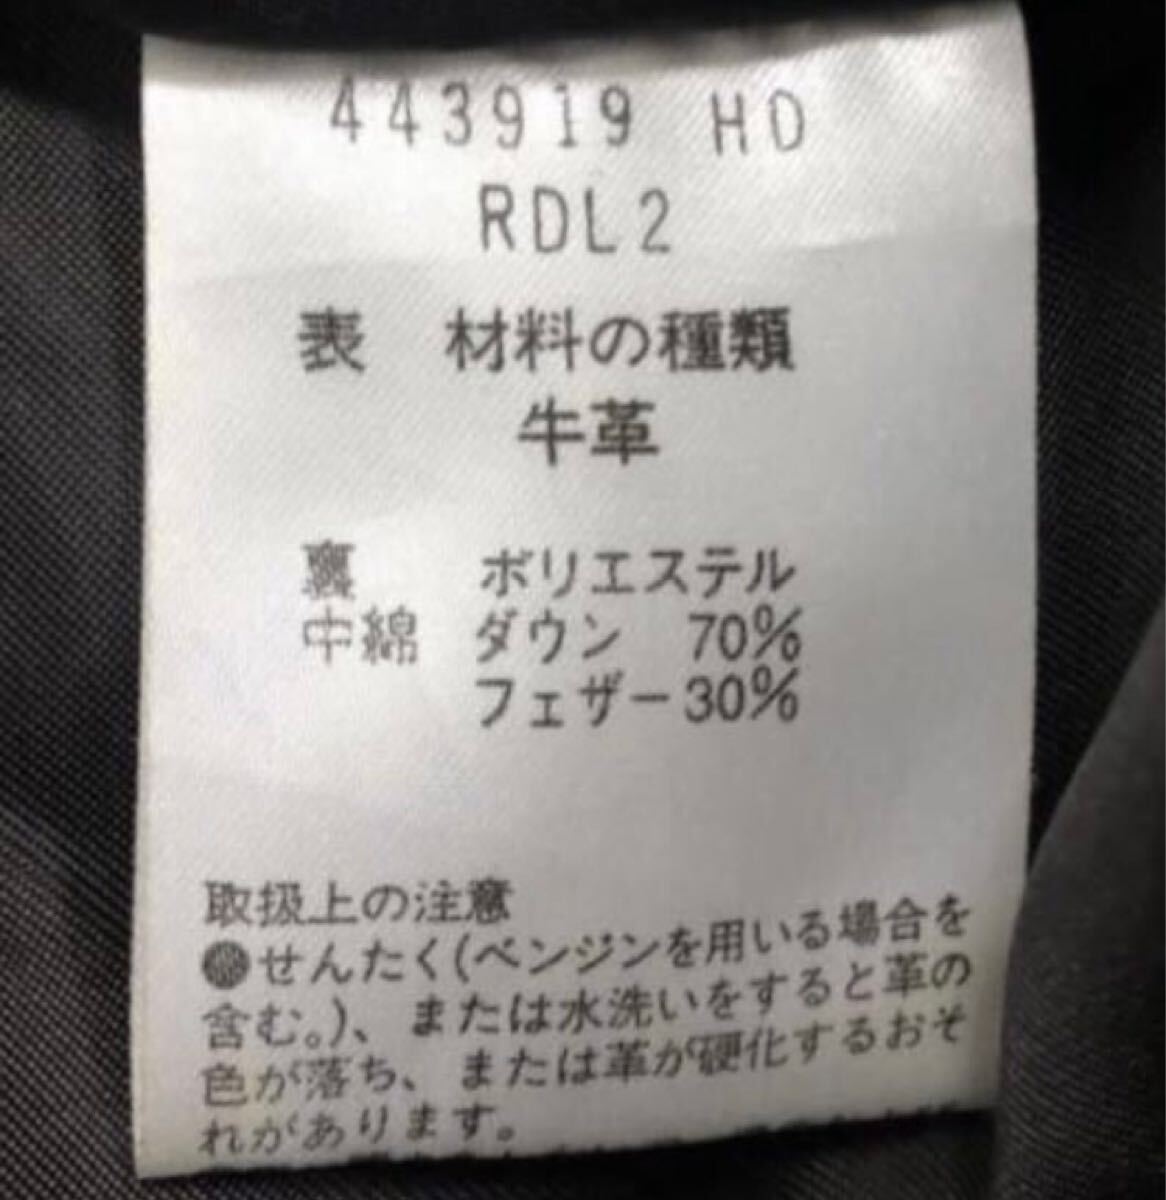 443919 HD
RDL2
表 材料の種類
牛革
裏 ポリエステル
中綿 ダウン 70%
フェザー30%
取扱上の注意
●せんたく(ベンジンを用いる場合を
含む。)、または水洗いをすると革の
色が落ち、または革が硬化するおそ
れがあります。